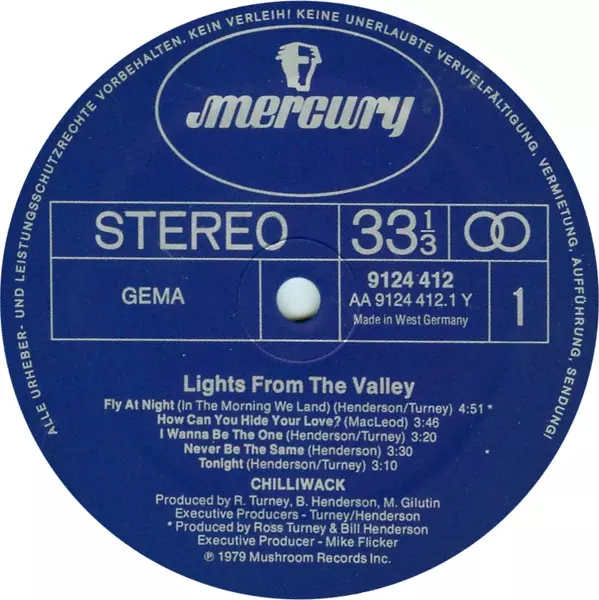 ALLE URHEBER- UND LEISTUNGSSCHUTZRECHTE VORBEHALTEN. KEIN VERLEIH! KEINE UNERLAUBTE VERVIELFÄLTIGUNG, VERMIETUNG, AUFFÜHRUNG, SENDUNG!
mercury
STEREO
33 1/3
GEMA
9124 412
AA 9124 412.1 Y
Made in West Germany
1
Lights From The Valley
Fly At Night (In The Morning We Land) (Henderson/Turney) 4:51 *
How Can You Hide Your Love? (MacLeod) 3:46
I Wanna Be The One (Henderson/Turney) 3:20
Never Be The Same (Henderson) 3:30
Tonight (Henderson/Turney) 3:10
CHILLIWACK
Produced by R. Turney, B. Henderson, M. Gilutin
Executive Producers - Turney/Henderson
* Produced by Ross Turney & Bill Henderson
Executive Producer - Mike Flicker
℗ 1979 Mushroom Records Inc.